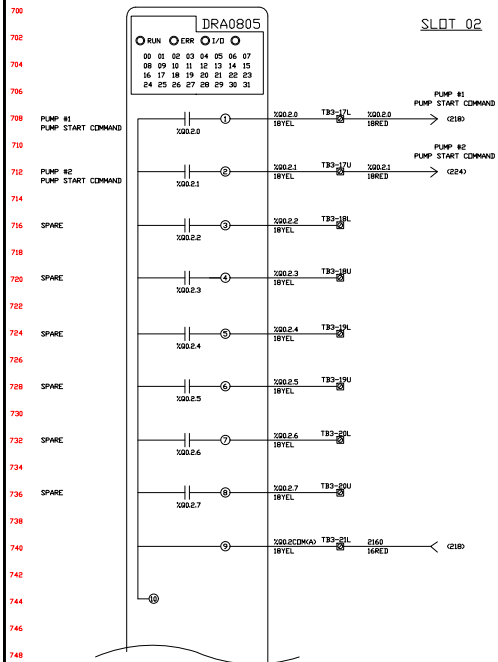 700
DRA0805
SLOT 02
702
RUN ERR I/O
00 01 02 03 04 05 06 07
704
08 09 10 11 12 13 14 15
16 17 18 19 20 21 22 23
706
24 25 26 27 28 29 30 31
PUMP #1
PUMP START COMMAND
708
PUMP #1
PUMP START COMMAND
%Q0.2.0
1
%Q0.2.0
18YEL
TB3-17L
%Q0.2.0
18RED
(218)
710
PUMP #2
PUMP START COMMAND
712
PUMP #2
PUMP START COMMAND
%Q0.2.1
2
%Q0.2.1
18YEL
TB3-17U
%Q0.2.1
18RED
(224)
714
716
SPARE
%Q0.2.2
3
%Q0.2.2
18YEL
TB3-18L
718
720
SPARE
%Q0.2.3
4
%Q0.2.3
18YEL
TB3-18U
722
724
SPARE
%Q0.2.4
5
%Q0.2.4
18YEL
TB3-19L
726
728
SPARE
%Q0.2.5
6
%Q0.2.5
18YEL
TB3-19U
730
732
SPARE
%Q0.2.6
7
%Q0.2.6
18YEL
TB3-20L
734
736
SPARE
%Q0.2.7
8
%Q0.2.7
18YEL
TB3-20U
738
740
9
%Q0.2COM(A)
18YEL
TB3-21L
2160
16RED
(218)
742
744
10
746
748